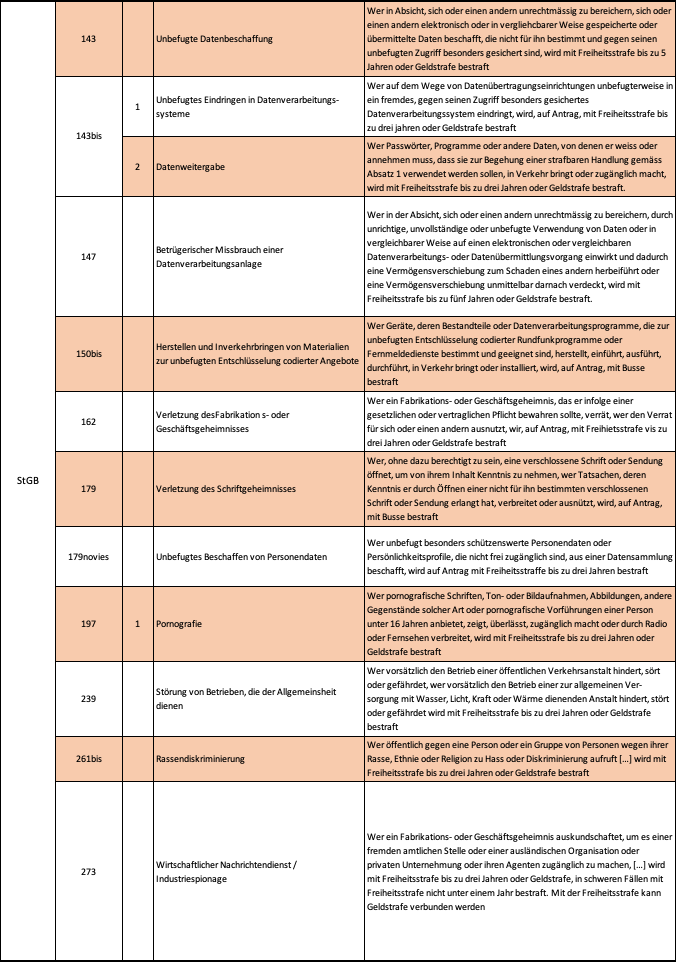 Wer in Absicht, sich oder einen andern unrechtmässig zu bereichern, sich oder
einen andern elektronisch oder in vergliehcbarer Weise gespeicherte oder
143
Unbefugte Datenbeschaffung
übermittelte Daten beschafft, die nicht für ihn bestimmt und gegen seinen
unbefugten Zugriff besonders gesichert sind, wird mit Freiheitsstrafe bis zu 5
Jahren oder Geldstrafe bestraft
143bis
1
Unbefugtes Eindringen in Datenverarbeitungs-
systeme
Wer auf dem Wege von Datenübertragungseinrichtungen unbefugterweise in
ein fremdes, gegen seinen Zugriff besonders gesichertes
Datenverarbeitungssystem eindringt, wird, auf Antrag, mit Freiheitsstrafe bis
zu drei jahren oder Geldstrafe bestraft
2
Datenweitergabe
Wer Passwörter, Programme oder andere Daten, von denen er weiss oder
annehmen muss, dass sie zur Begehung einer strafbaren Handlung gemäss
Absatz 1 verwendet werden sollen, in Verkehr bringt oder zugänglich macht,
wird mit Freiheitsstrafe bis zu drei Jahren oder Geldstrafe bestraft.
147
Betrügerischer Missbrauch einer
Datenverarbeitungsanlage
Wer in der Absicht, sich oder einen andern unrechtmässig zu bereichern, durch
unrichtige, unvollständige oder unbefugte Verwendung von Daten oder in
vergleichbarer Weise auf einen elektronischen oder vergleichbaren
Datenverarbeitungs- oder Datenübermittlungsvorgang einwirkt und dadurch
eine Vermögensverschiebung zum Schaden eines andern herbeiführt oder
eine Vermögensverschiebung unmittelbar darnach verdeckt, wird mit
Freiheitsstrafe bis zu fünf Jahren oder Geldstrafe bestraft.
150bis
Herstellen und Inverkehrbringen von Materialien
zur unbefugten Entschlüsselung codierter Angebote
Wer Geräte, deren Bestandteile oder Datenverarbeitungsprogramme, die zur
unbefugten Entschlüsselung codierter Rundfunkprogramme oder
Fernmeldedienste bestimmt und geeignet sind, herstellt, einführt, ausführt,
durchführt, in Verkehr bringt oder installiert, wird, auf Antrag, mit Busse
bestraft
162
Verletzung desFabrikation s- oder
Geschäftsgeheimnisses
Wer ein Fabrikations- oder Geschäftsgeheimnis, das er infolge einer
gesetzlichen oder vertraglichen Pflicht bewahren sollte, verrät, wer den Verrat
für sich oder einen andern ausnutzt, wir, auf Antrag, mit Freihietsstrafe vis zu
drei Jahren oder Geldstrafe bestraft
StGB
179
Verletzung des Schriftgeheimnisses
Wer, ohne dazu berechtigt zu sein, eine verschlossene Schrift oder Sendung
öffnet, um von ihrem Inhalt Kenntnis zu nehmen, wer Tatsachen, deren
Kenntnis er durch Öffnen einer nicht für ihn bestimmten verschlossenen
Schrift oder Sendung erlangt hat, verbreitet oder ausnützt, wird, auf Antrag,
mit Busse bestraft
179novies
Unbefugtes Beschaffen von Personendaten
Wer unbefugt besonders schützenswerte Personendaten oder
Persönlichkeitsprofile, die nicht frei zugänglich sind, aus einer Datensammlung
beschafft, wird auf Antrag mit Freiheitsstraffe bis zu drei Jahren bestraft
197
1
Pornografie
Wer pornografische Schriften, Ton- oder Bildaufnahmen, Abbildungen, andere
Gegenstände solcher Art oder pornografische Vorführungen einer Person
unter 16 Jahren anbietet, zeigt, überlässt, zugänglich macht oder durch Radio
oder Fernsehen verbreitet, wird mit Freiheitsstrafe bis zu drei Jahren oder
Geldstrafe bestraft
239
Störung von Betrieben, die der Allgemeinsheit
dienen
Wer vorsätzlich den Betrieb einer öffentlichen Verkehrsanstalt hindert, sört
oder gefährdet, wer vorsätzlich den Betrieb einer zur allgemeinen Ver-
sorgung mit Wasser, Licht, Kraft oder Wärme dienenden Anstalt hindert, stört
oder gefährdet wird mit Freiheitsstrafe bis zu drei Jahren oder Geldstrafe
bestraft
261bis
Rassendiskriminierung
Wer öffentlich gegen eine Person oder ein Gruppe von Personen wegen ihrer
Rasse, Ethnie oder Religion zu Hass oder Diskriminierung aufruft [...] wird mit
Freiheitsstrafe bis zu drei Jahren oder Geldstrafe bestraft
273
Wirtschaftlicher Nachrichtendienst /
Industriespionage
Wer ein Fabrikations- oder Geschäftsgeheimnis auskundschaftet, um es einer
fremden amtlichen Stelle oder einer ausländischen Organisation oder
privaten Unternehmung oder ihren Agenten zugänglich zu machen, [...] wird
mit Freiheitsstrafe bis zu drei Jahren oder Geldstrafe, in schweren Fällen mit
Freiheitsstrafe nicht unter einem Jahr bestraft. Mit der Freiheitsstrafe kann
Geldstrafe verbunden werden